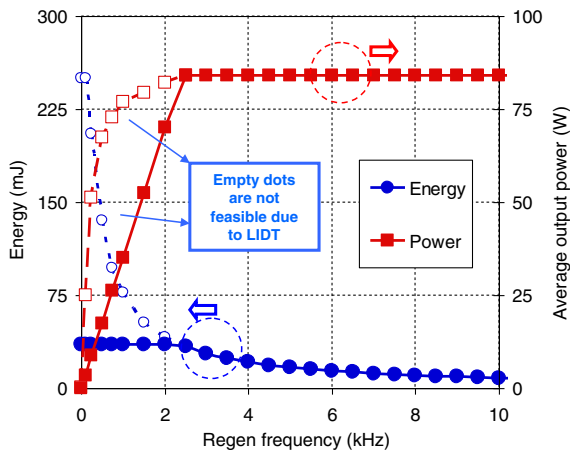 300
225
150
75
0
Energy (mJ)
100
75
50
25
0
Average output power (W)
0
2
4
6
8
10
Regen frequency (kHz)
Empty dots
are not
feasible due
to LIDT
Energy
Power